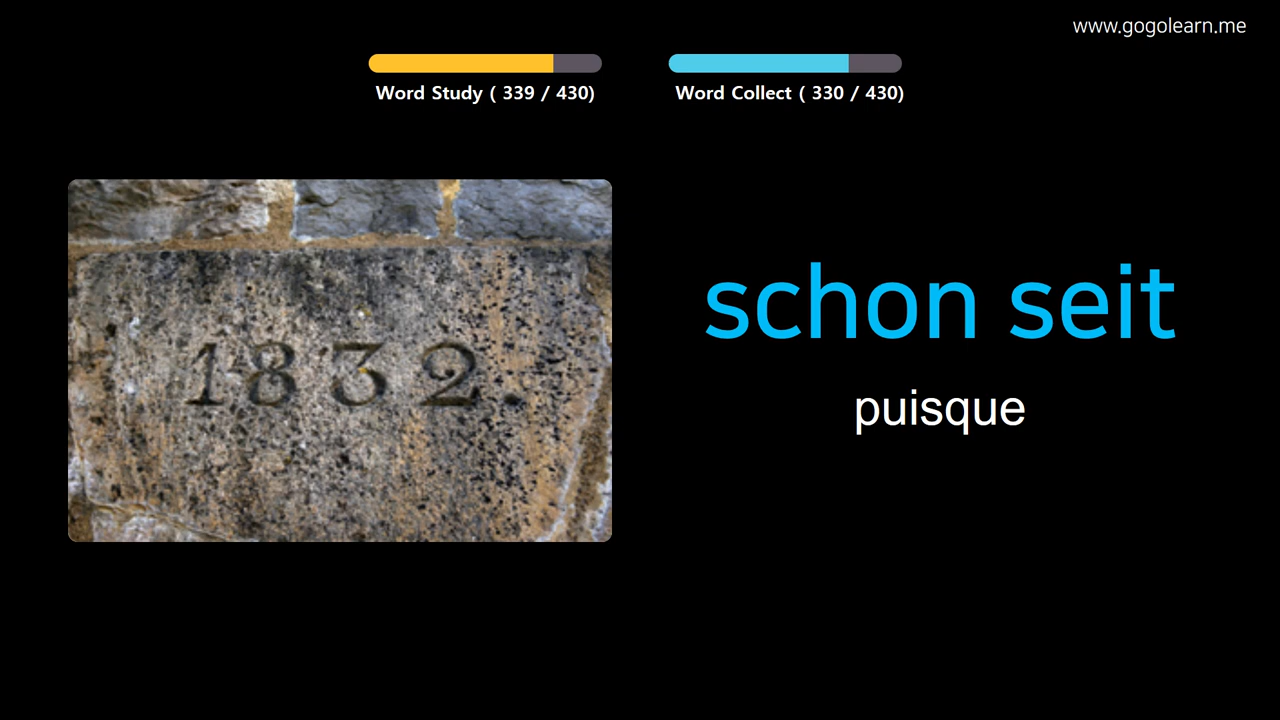 www.gogolearn.me
Word Study ( 339 / 430)
Word Collect ( 330 / 430)
1832.
schon seit
puisque